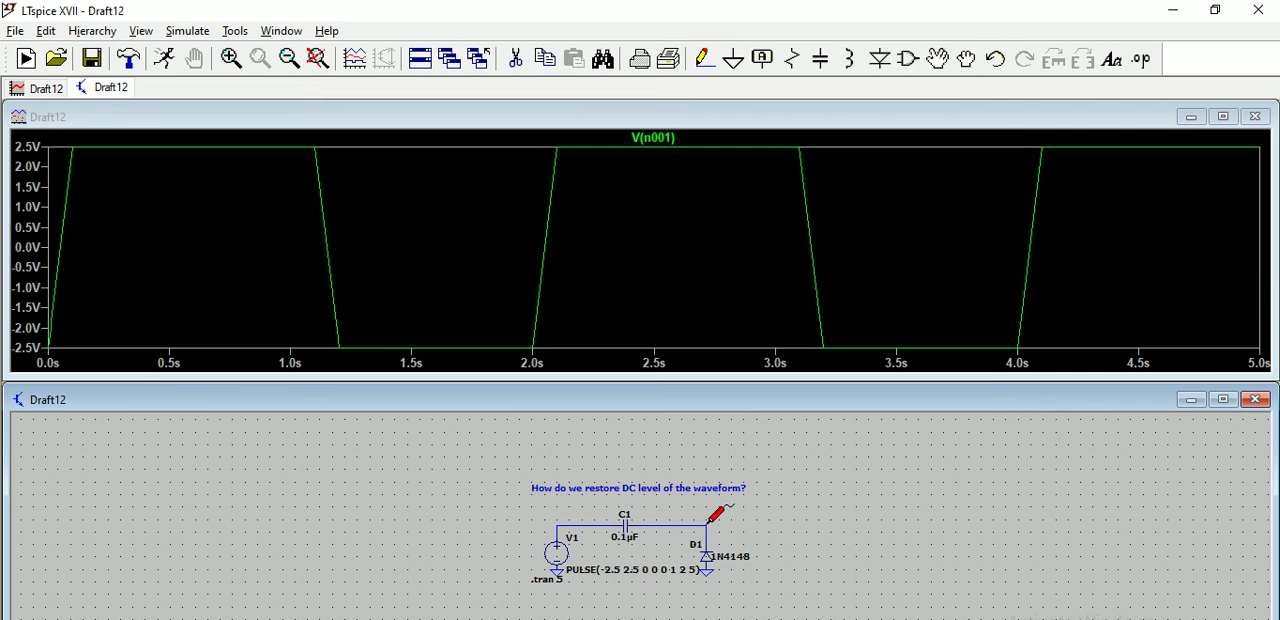 LTspice XVII - Draft12
File Edit Hierarchy View Simulate Tools Window Help
Draft12 Draft12
Draft12
V(n001)
2.5V
2.0V
1.5V
1.0V
0.5V
0.0V
-0.5V
-1.0V
-1.5V
-2.0V
-2.5V
0.0s 0.5s 1.0s 1.5s 2.0s 2.5s 3.0s 3.5s 4.0s 4.5s 5.0s
Draft12
How do we restore DC level of the waveform?
C1
V1 0.1µF D1
1N4148
PULSE(-2.5 2.5 0 0 0 1 2 5)
.tran 5